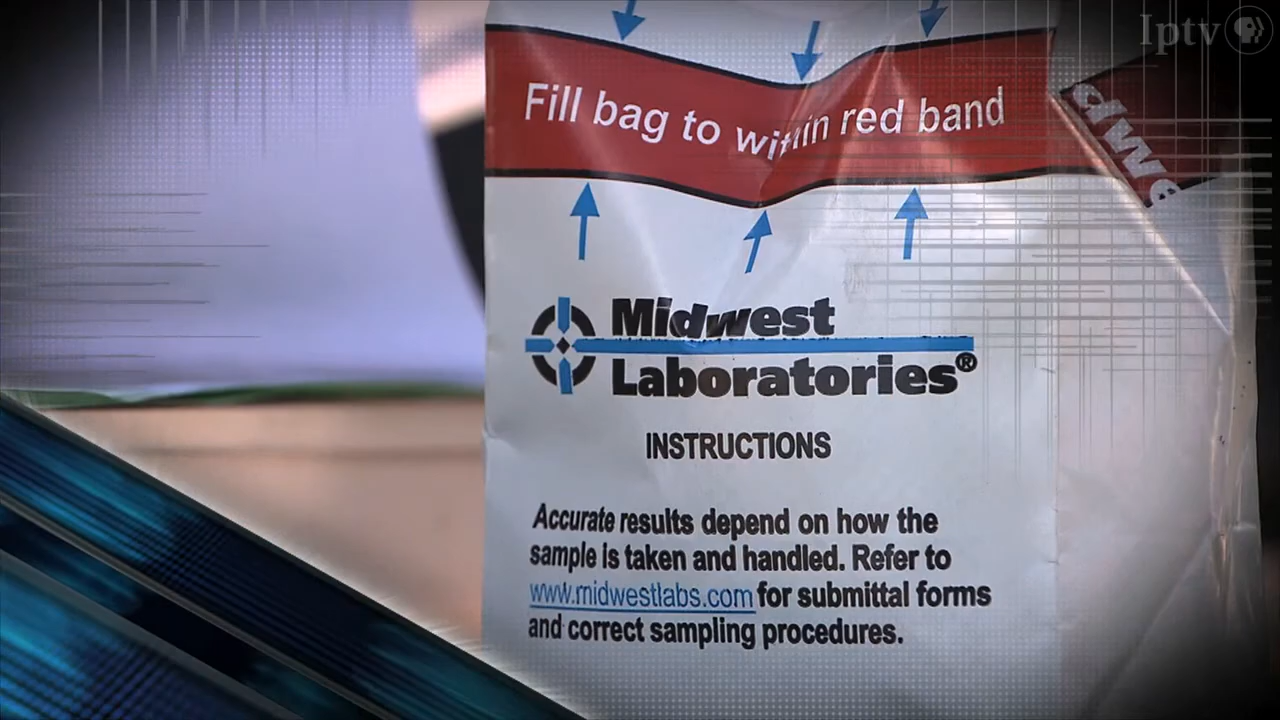 Iptv
Fill bag to within red band
dwe
Midwest
Laboratories®
INSTRUCTIONS
Accurate results depend on how the
sample is taken and handled. Refer to
www.midwestlabs.com for submittal forms
and correct sampling procedures.